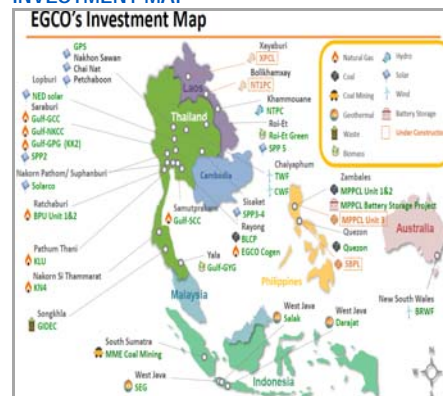 INVESTMENT MAP
EGCO's Investment Map
GPS
Nakhon Sawan
Chai Nat
Petchaboon
Lopburi
NED solar
Saraburi
Gulf-GCC
Gulf-NKCC
Gulf-GPG (KK2)
SPP2
Nakorn Pathom/ Suphanburi
Solarco
Ratchaburi
BPU Unit 1&2
Pathum Thani
KLU
Nakorn Si Thammarat
KN4
Songkhla
GIDEC
Xayaburi
XPCL
Bolikhamxay
NT1PC
Khammouane
NTPC
Roi-Et
Roi-Et Green
SPP 5
Chaiyaphum
TWF
CWF
Sisaket
SPP3-4
Rayong
BLCP
EGCO Cogen
Samutprakarn
Gulf-SCC
Yala
Gulf-GYG
Laos
Thailand
Cambodia
Malaysia
Philippines
Indonesia
Australia
Natural Gas
Coal
Coal Mining
Geothermal
Waste
Biomass
Hydro
Solar
Wind
Battery Storage
Under Construction
Zambales
MPPCL Unit 1&2
MPPCL Battery Storage Project
MPPCL Unit 3
Quezon
Quezon
SBPL
New South Wales
BRWF
South Sumatra
MME Coal Mining
West Java
SEG
West Java
Salak
West Java
Darajat